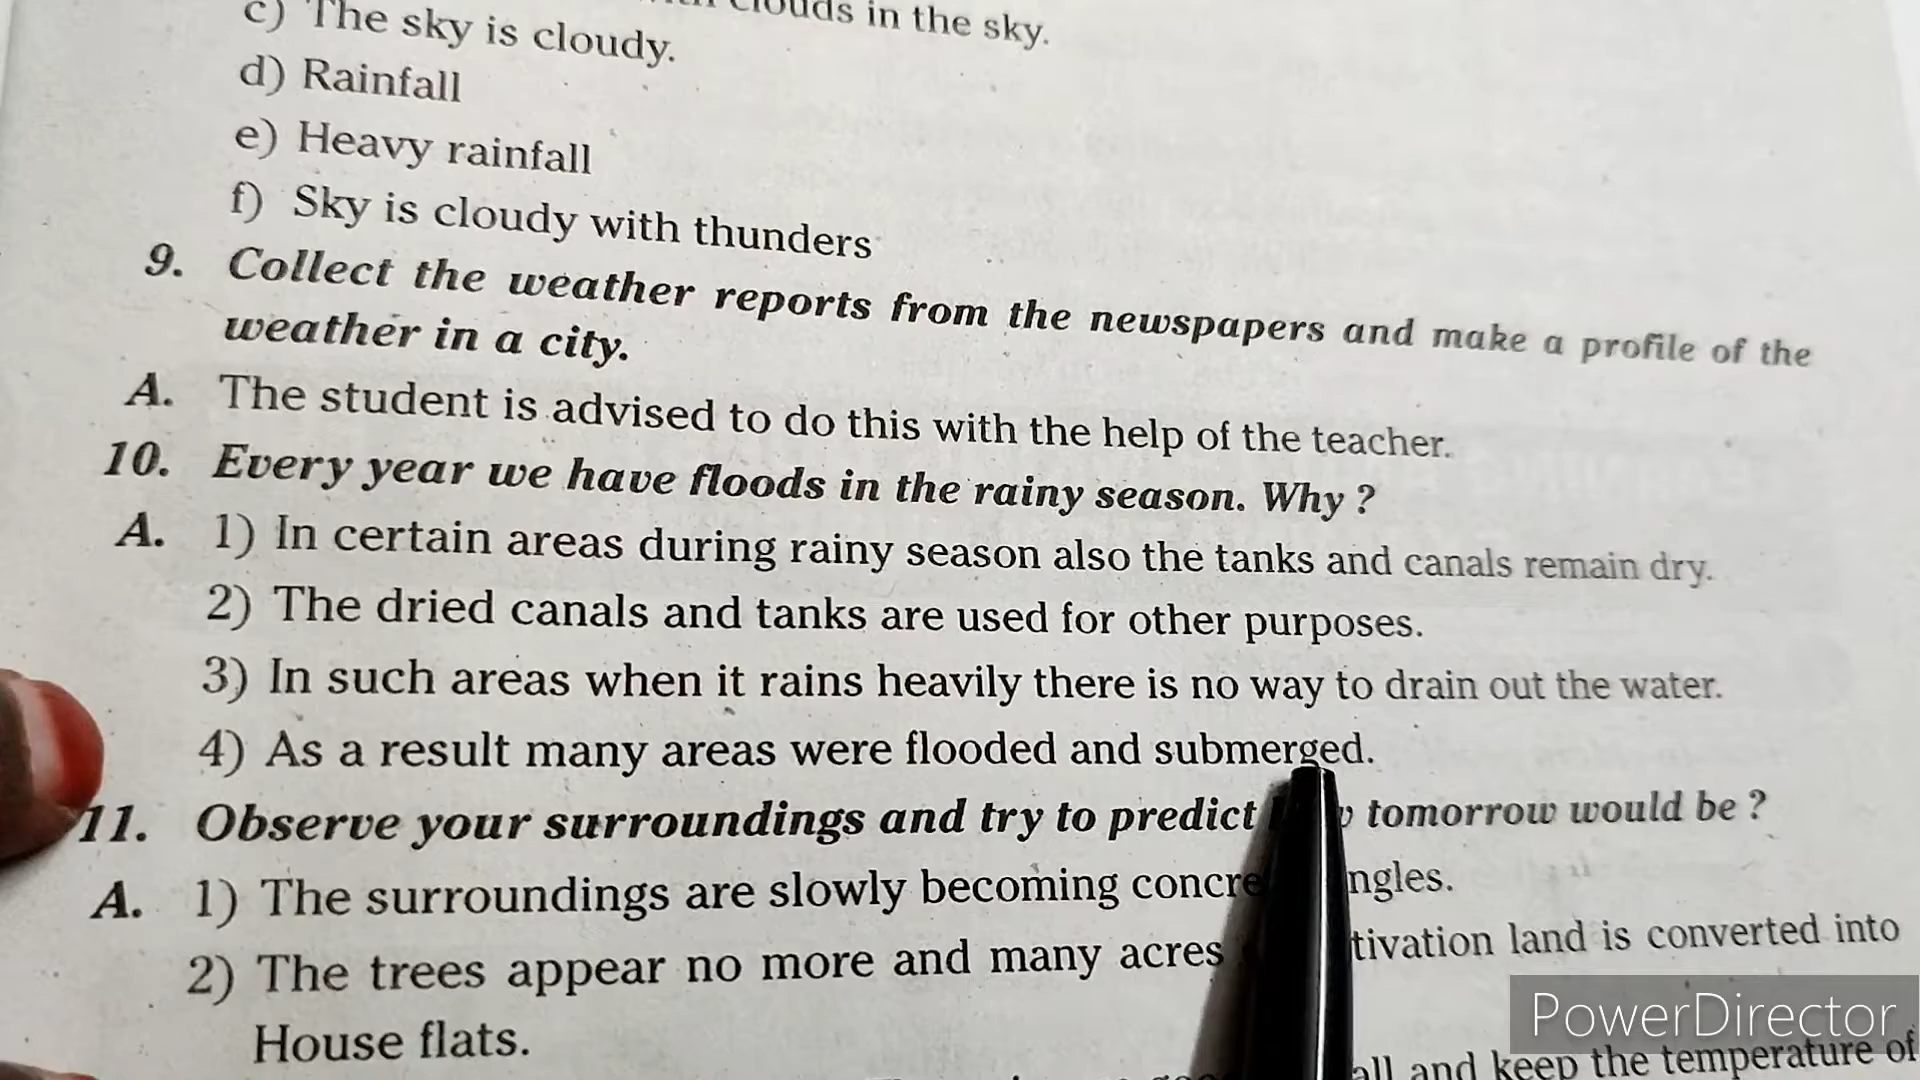 clouds in the sky.
c) The sky is cloudy.
d) Rainfall
e) Heavy rainfall
f) Sky is cloudy with thunders
9. Collect the weather reports from the newspapers and make a profile of the
weather in a city.
A. The student is advised to do this with the help of the teacher.
10. Every year we have floods in the rainy season. Why ?
A. 1) In certain areas during rainy season also the tanks and canals remain dry.
2) The dried canals and tanks are used for other purposes.
3) In such areas when it rains heavily there is no way to drain out the water.
4) As a result many areas were flooded and submerged.
11. Observe your surroundings and try to predict tomorrow would be ?
A. 1) The surroundings are slowly becoming
2) The trees appear no more and many acres land is converted into
House flats.
and keep the temperature of
PowerDirector